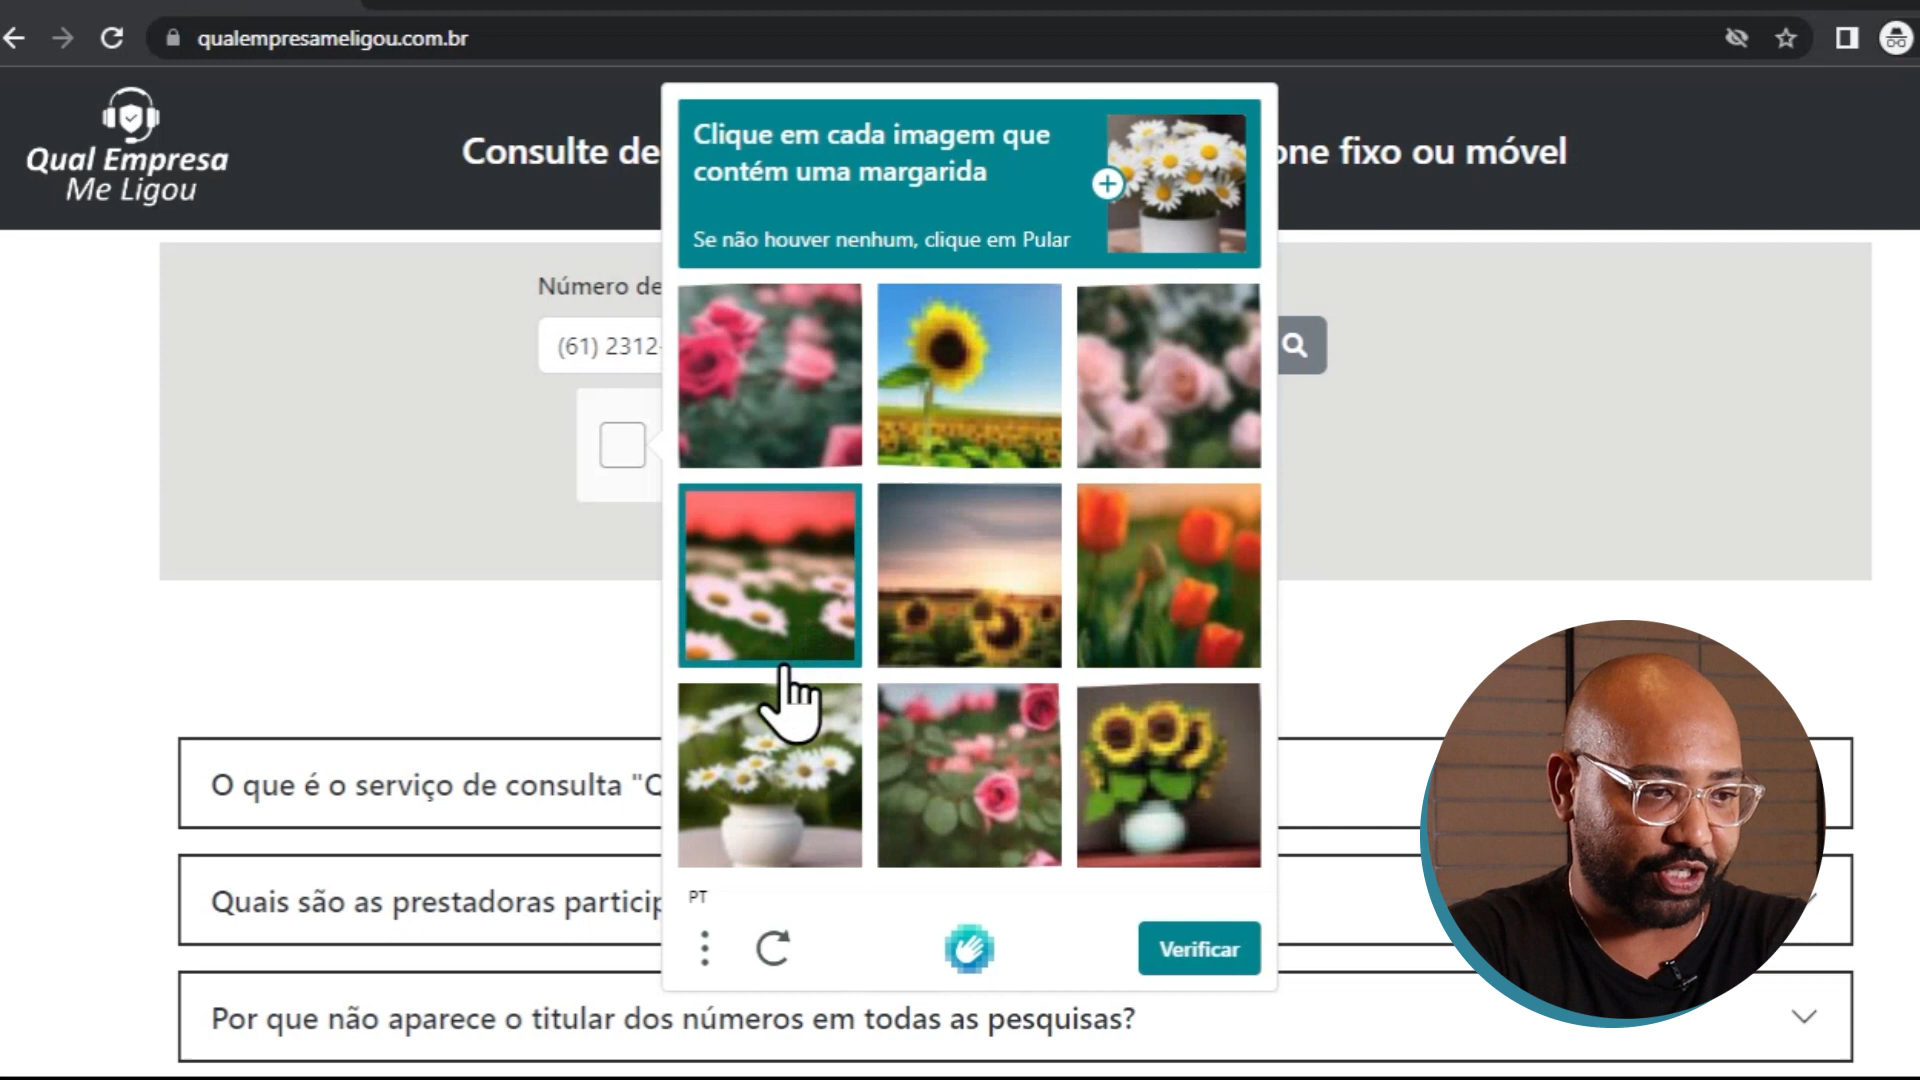 qualempresameligou.com.br
Qual Empresa
Me Ligou
Consulte de
one fixo ou móvel
Clique em cada imagem que
contém uma margarida
Se não houver nenhum, clique em Pular
Número de
(61) 2312-
PT
Verificar
O que é o serviço de consulta "Q
Quais são as prestadoras particip
Por que não aparece o titular dos números em todas as pesquisas?